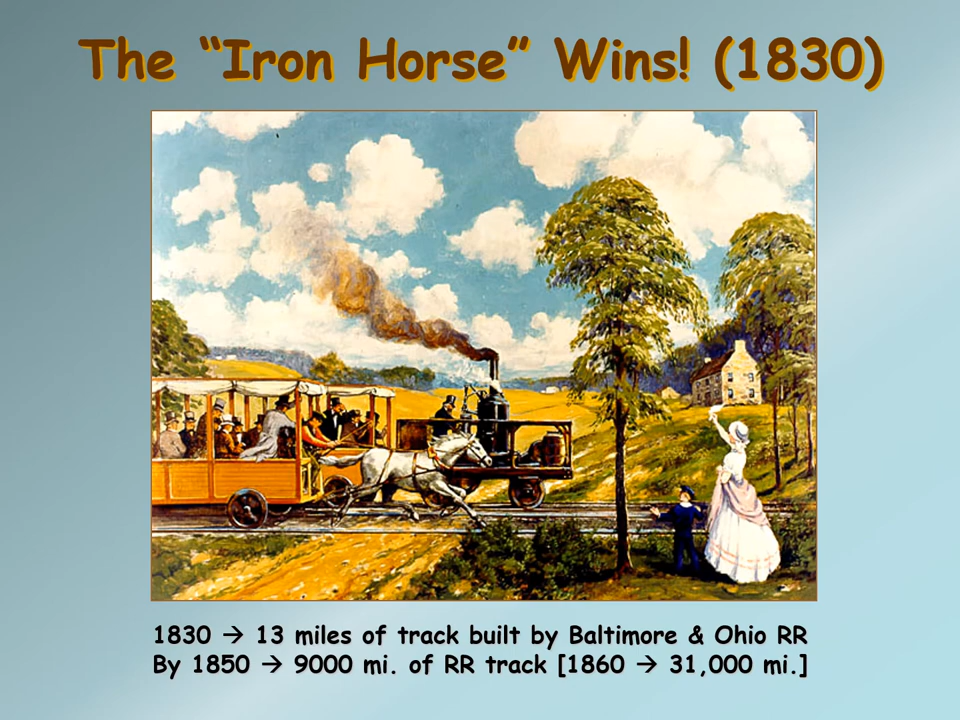 The “Iron Horse” Wins! (1830)
1830 → 13 miles of track built by Baltimore & Ohio RR
By 1850 → 9000 mi. of RR track [1860 → 31,000 mi.]